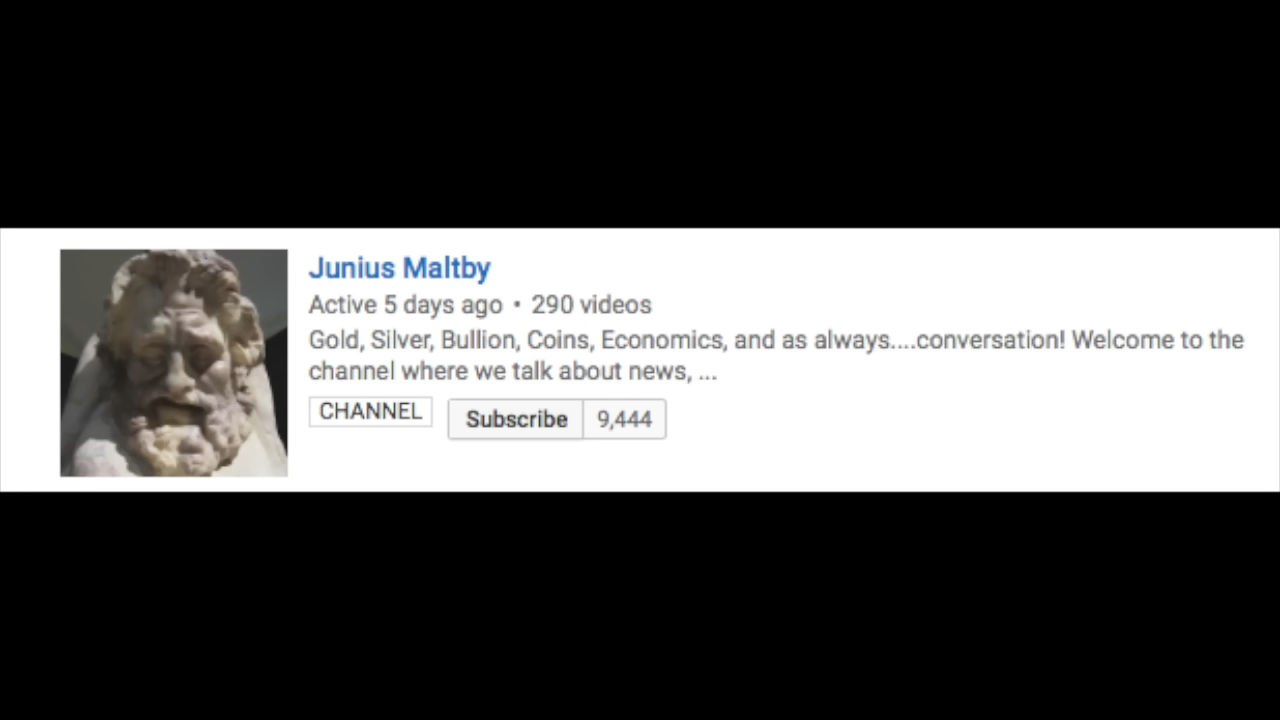 Junius Maltby
Active 5 days ago • 290 videos
Gold, Silver, Bullion, Coins, Economics, and as always....conversation! Welcome to the
channel where we talk about news, ...
CHANNEL Subscribe 9,444